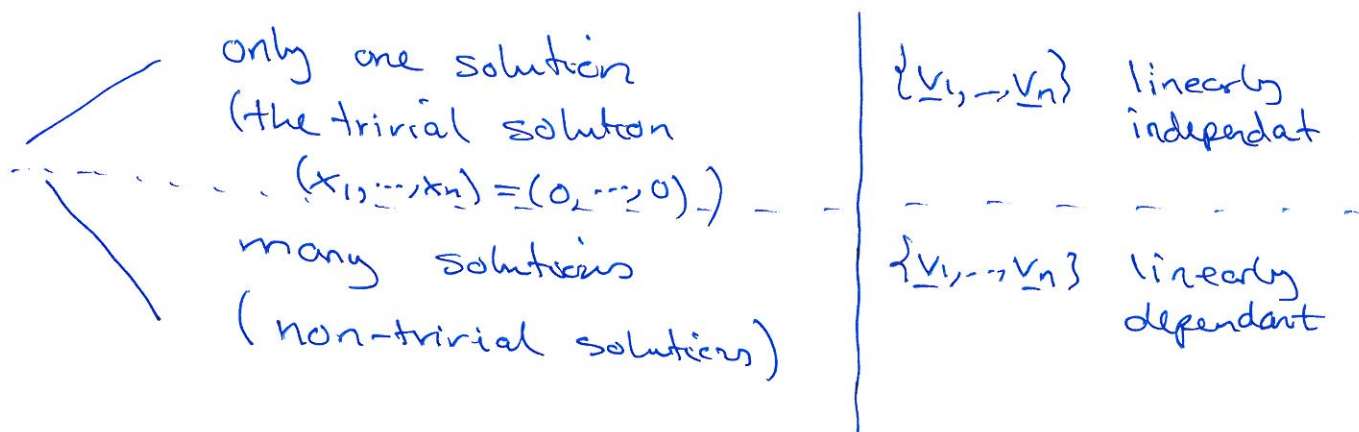 only one solution
(the trivial solution
(x₁, ..., xₙ) = (0, ..., 0) )
many solutions
(non-trivial solutions)
{v₁, .., vₙ} linearly
independat
{v₁, .., vₙ} linearly
dependant